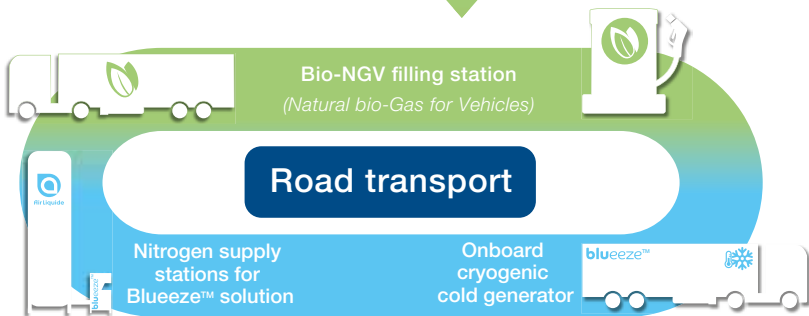 Bio-NGV filling station
(Natural bio-Gas for Vehicles)
Road transport
Air Liquide
Nitrogen supply
stations for
Blueeze™ solution
blueeze™
Onboard
cryogenic
cold generator
blueeze™